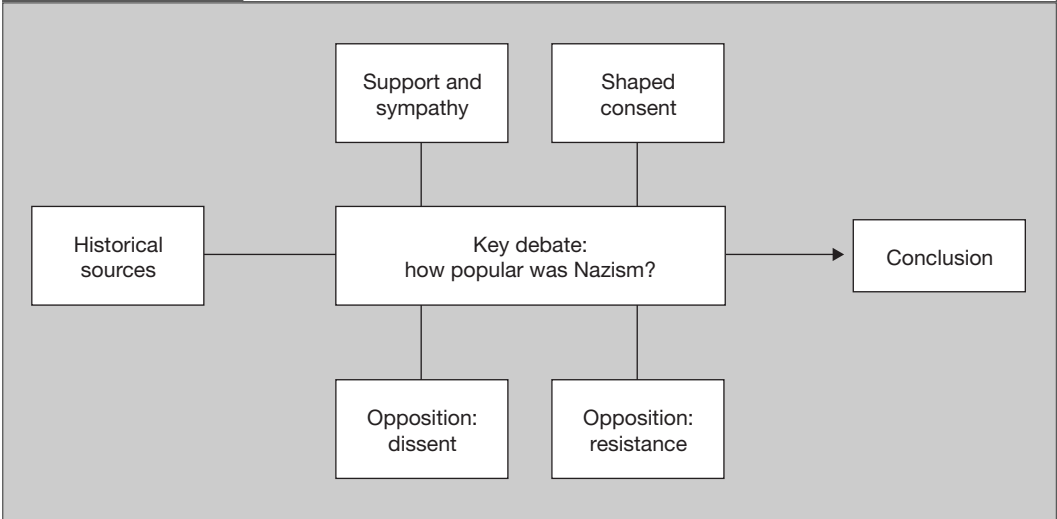 Support and
sympathy
Shaped
consent
Historical
sources
Key debate:
how popular was Nazism?
Conclusion
Opposition:
dissent
Opposition:
resistance